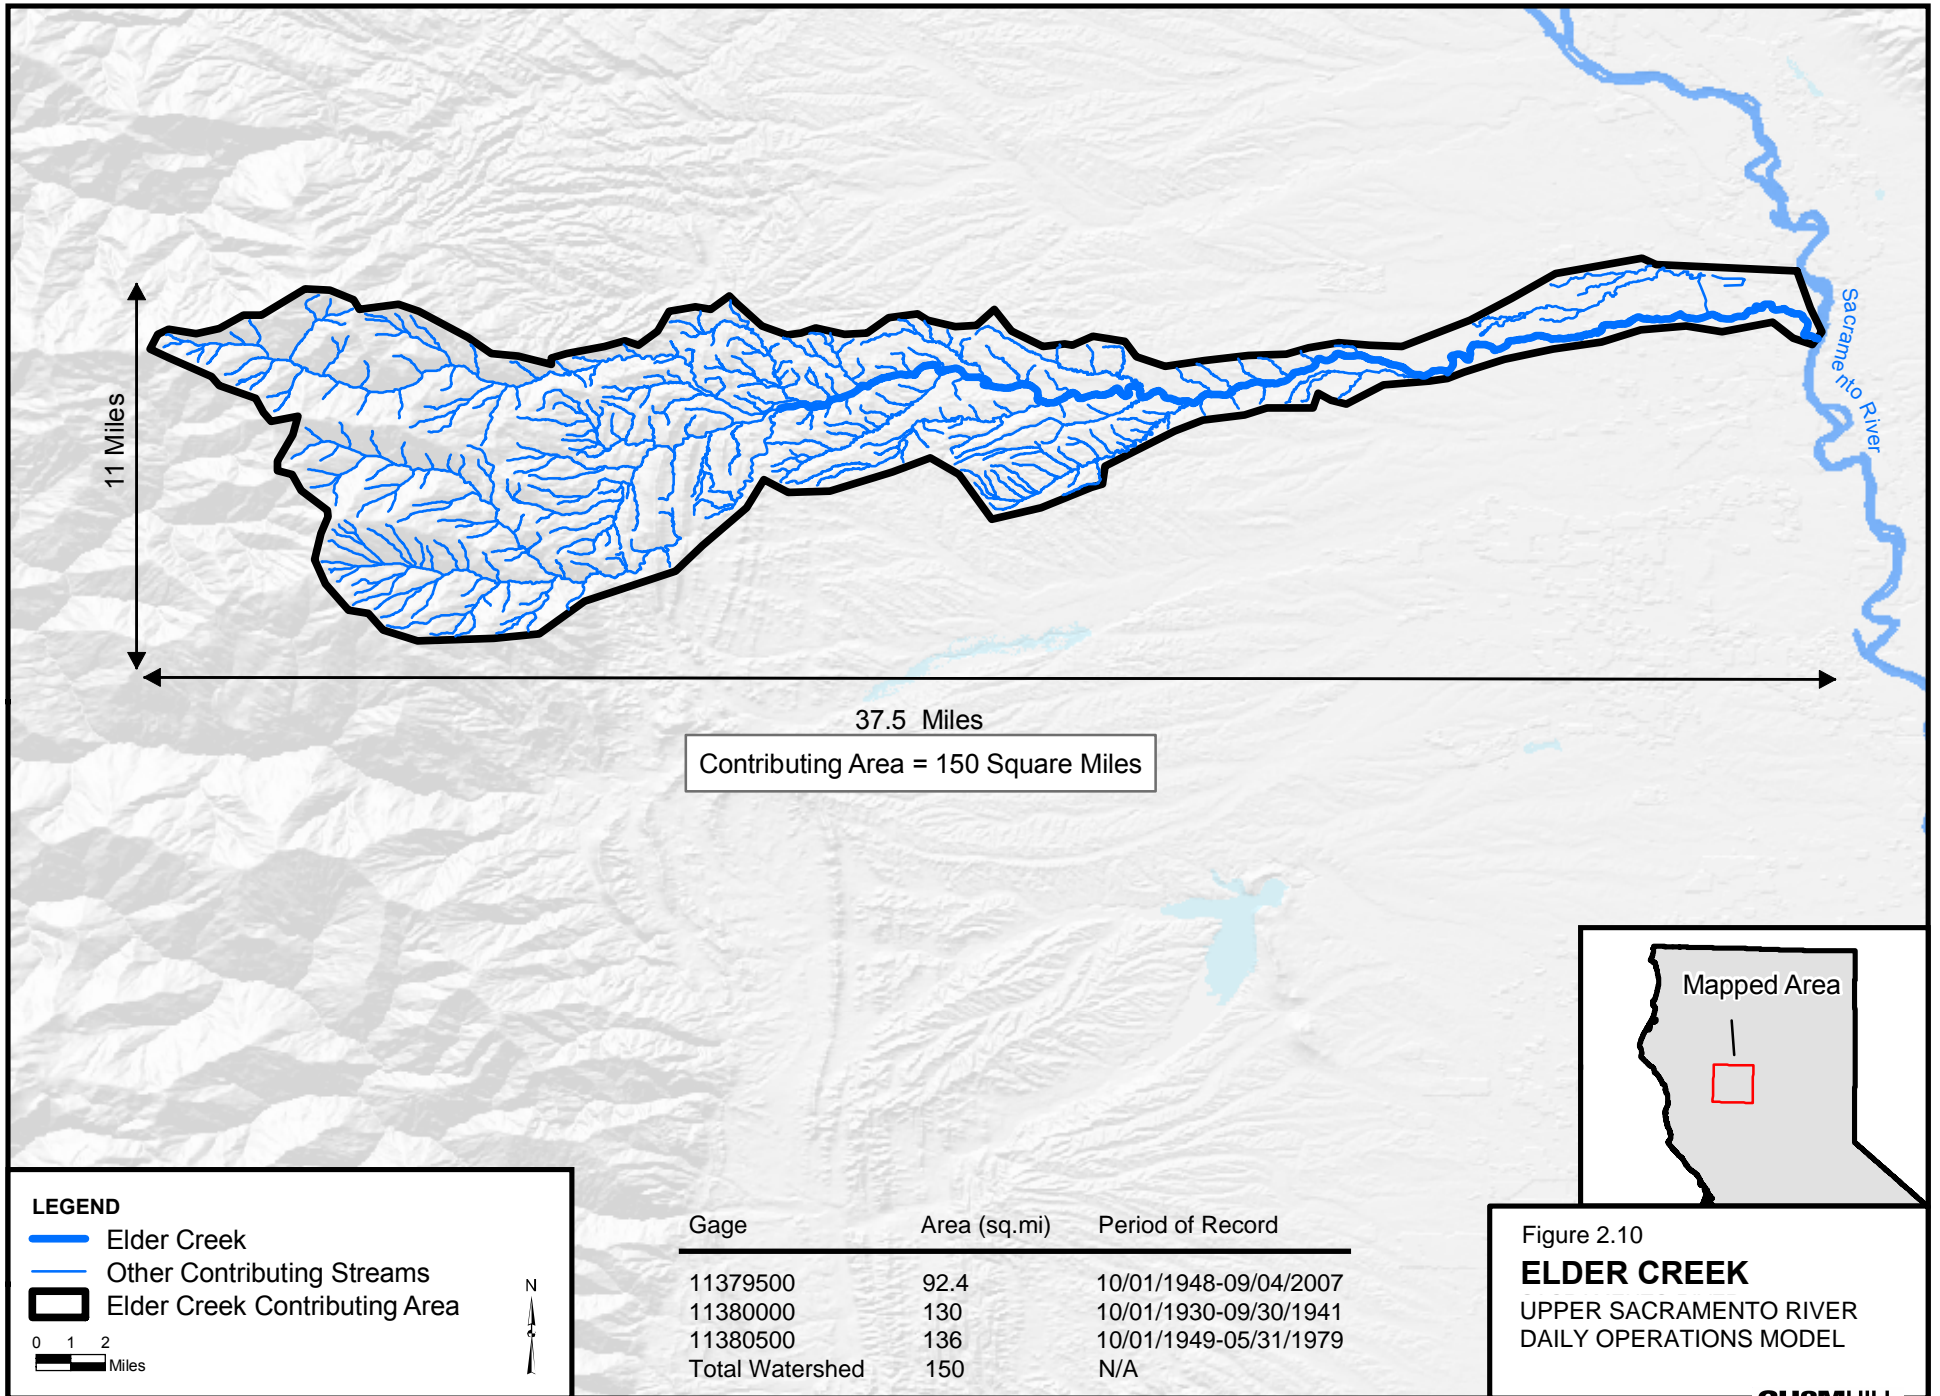 Sacramento River
11 Miles
37.5 Miles
Contributing Area = 150 Square Miles
Mapped Area
LEGEND
Elder Creek
Other Contributing Streams
Elder Creek Contributing Area
0 1 2
Miles
N
Gage Area (sq.mi) Period of Record
11379500 92.4 10/01/1948-09/04/2007
11380000 130 10/01/1930-09/30/1941
11380500 136 10/01/1949-05/31/1979
Total Watershed 150 N/A
Figure 2.10
ELDER CREEK
UPPER SACRAMENTO RIVER
DAILY OPERATIONS MODEL